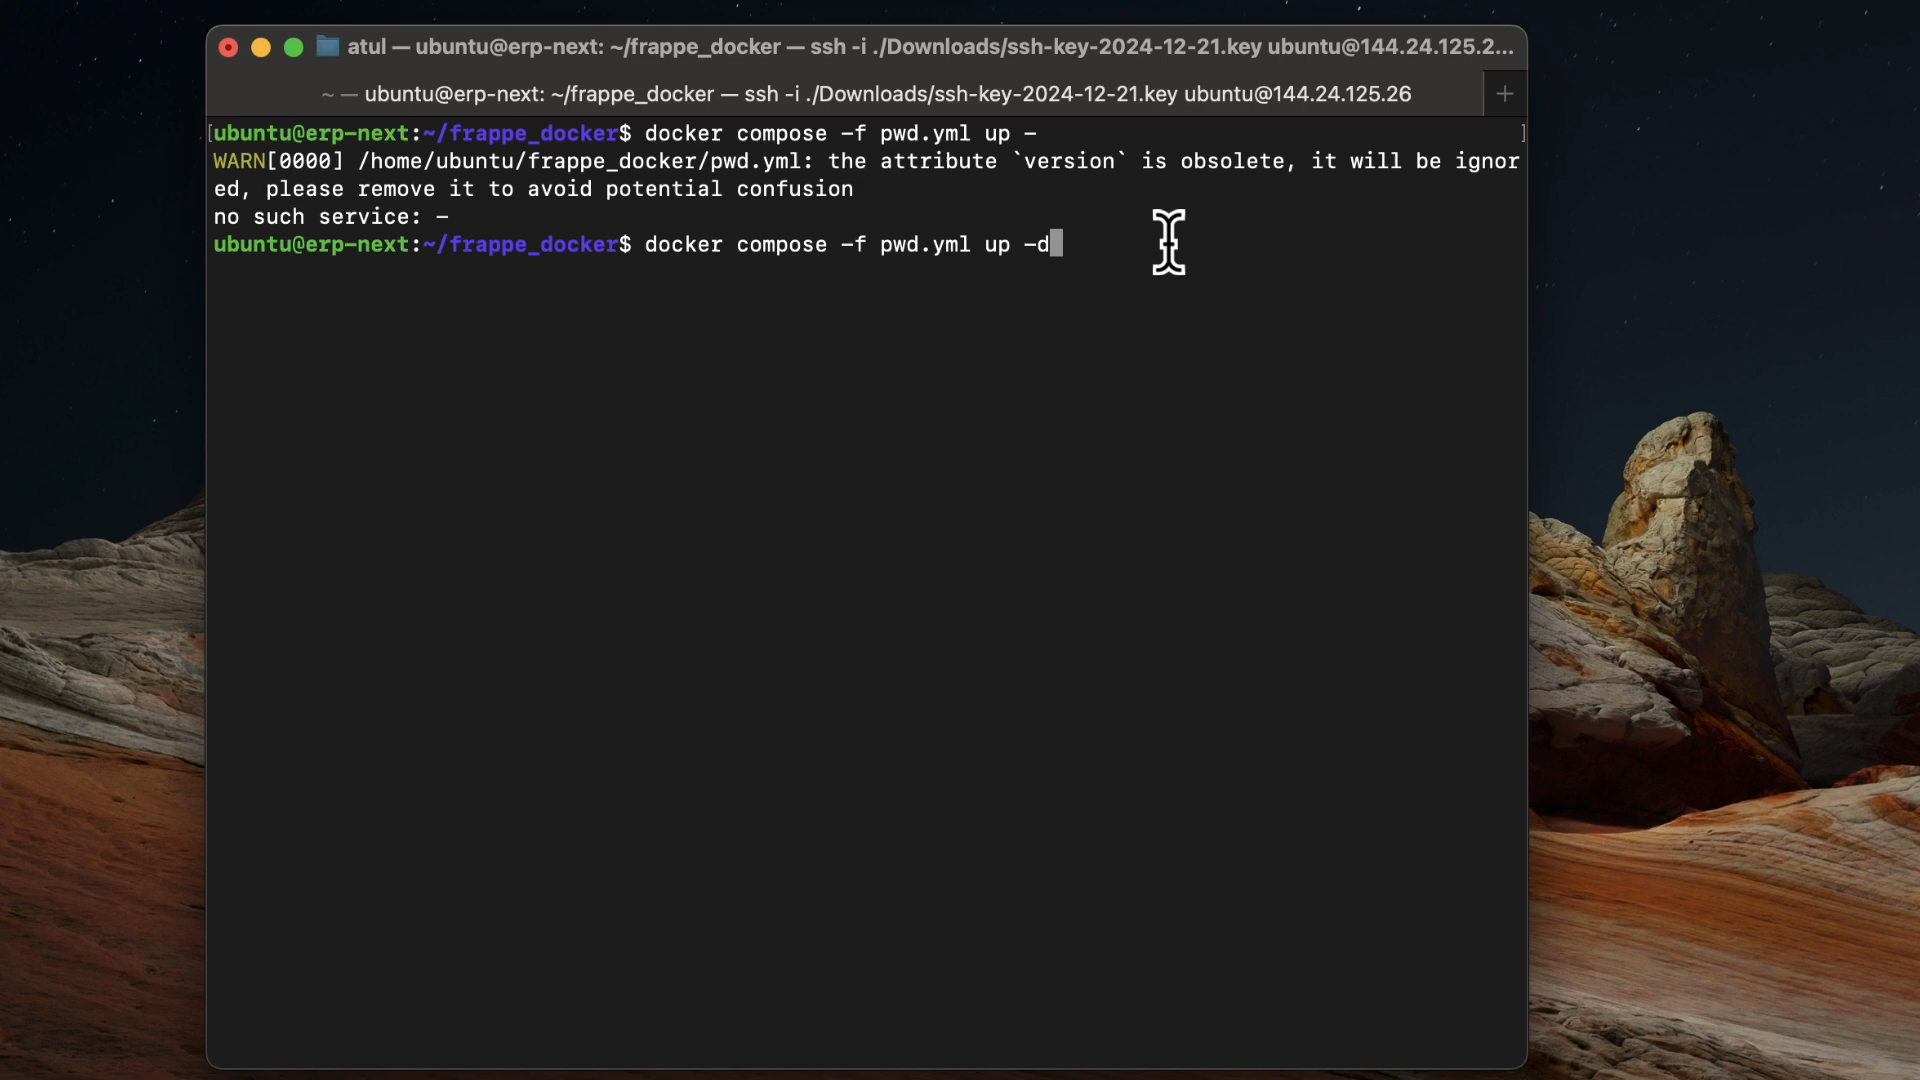 atul — ubuntu@erp-next: ~/frappe_docker — ssh -i ./Downloads/ssh-key-2024-12-21.key ubuntu@144.24.125.2...
~ — ubuntu@erp-next: ~/frappe_docker — ssh -i ./Downloads/ssh-key-2024-12-21.key ubuntu@144.24.125.26
[ubuntu@erp-next:~/frappe_docker$ docker compose -f pwd.yml up - ]
WARN[0000] /home/ubuntu/frappe_docker/pwd.yml: the attribute `version` is obsolete, it will be ignor
ed, please remove it to avoid potential confusion
no such service: -
ubuntu@erp-next:~/frappe_docker$ docker compose -f pwd.yml up -d